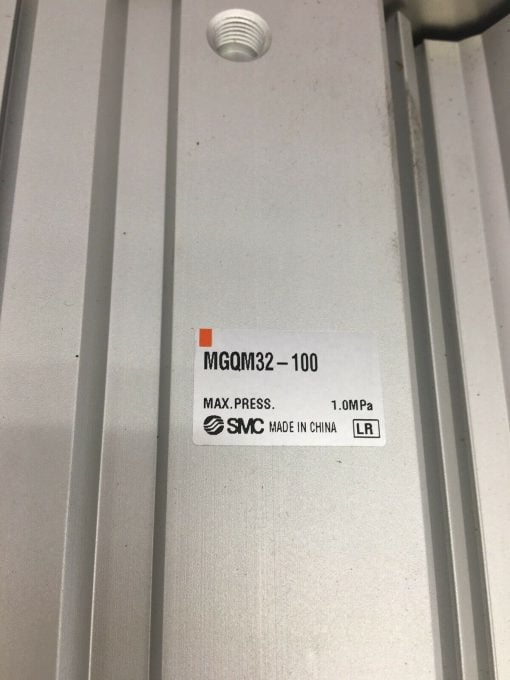 MGQM32-100
MAX.PRESS. 1.0MPa
SMC MADE IN CHINA LR